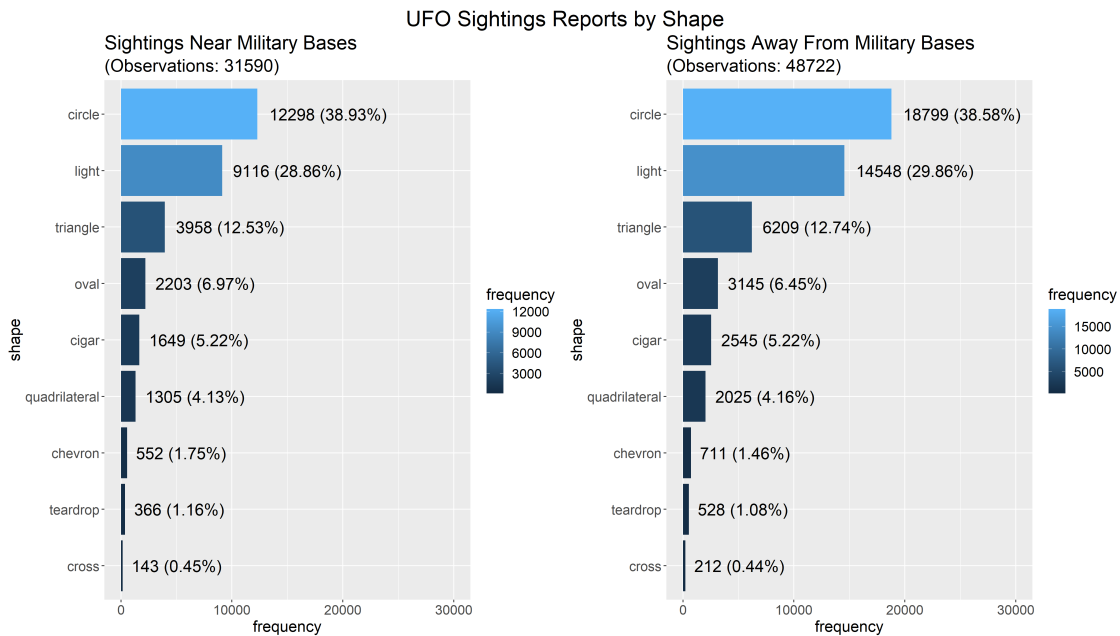 UFO Sightings Reports by Shape
Sightings Near Military Bases
(Observations: 31590)
shape
circle 12298 (38.93%)
light 9116 (28.86%)
triangle 3958 (12.53%)
oval 2203 (6.97%)
cigar 1649 (5.22%)
quadrilateral 1305 (4.13%)
chevron 552 (1.75%)
teardrop 366 (1.16%)
cross 143 (0.45%)
0 10000 20000 30000
frequency
frequency
12000
9000
6000
3000
Sightings Away From Military Bases
(Observations: 48722)
shape
circle 18799 (38.58%)
light 14548 (29.86%)
triangle 6209 (12.74%)
oval 3145 (6.45%)
cigar 2545 (5.22%)
quadrilateral 2025 (4.16%)
chevron 711 (1.46%)
teardrop 528 (1.08%)
cross 212 (0.44%)
0 10000 20000 30000
frequency
frequency
15000
10000
5000